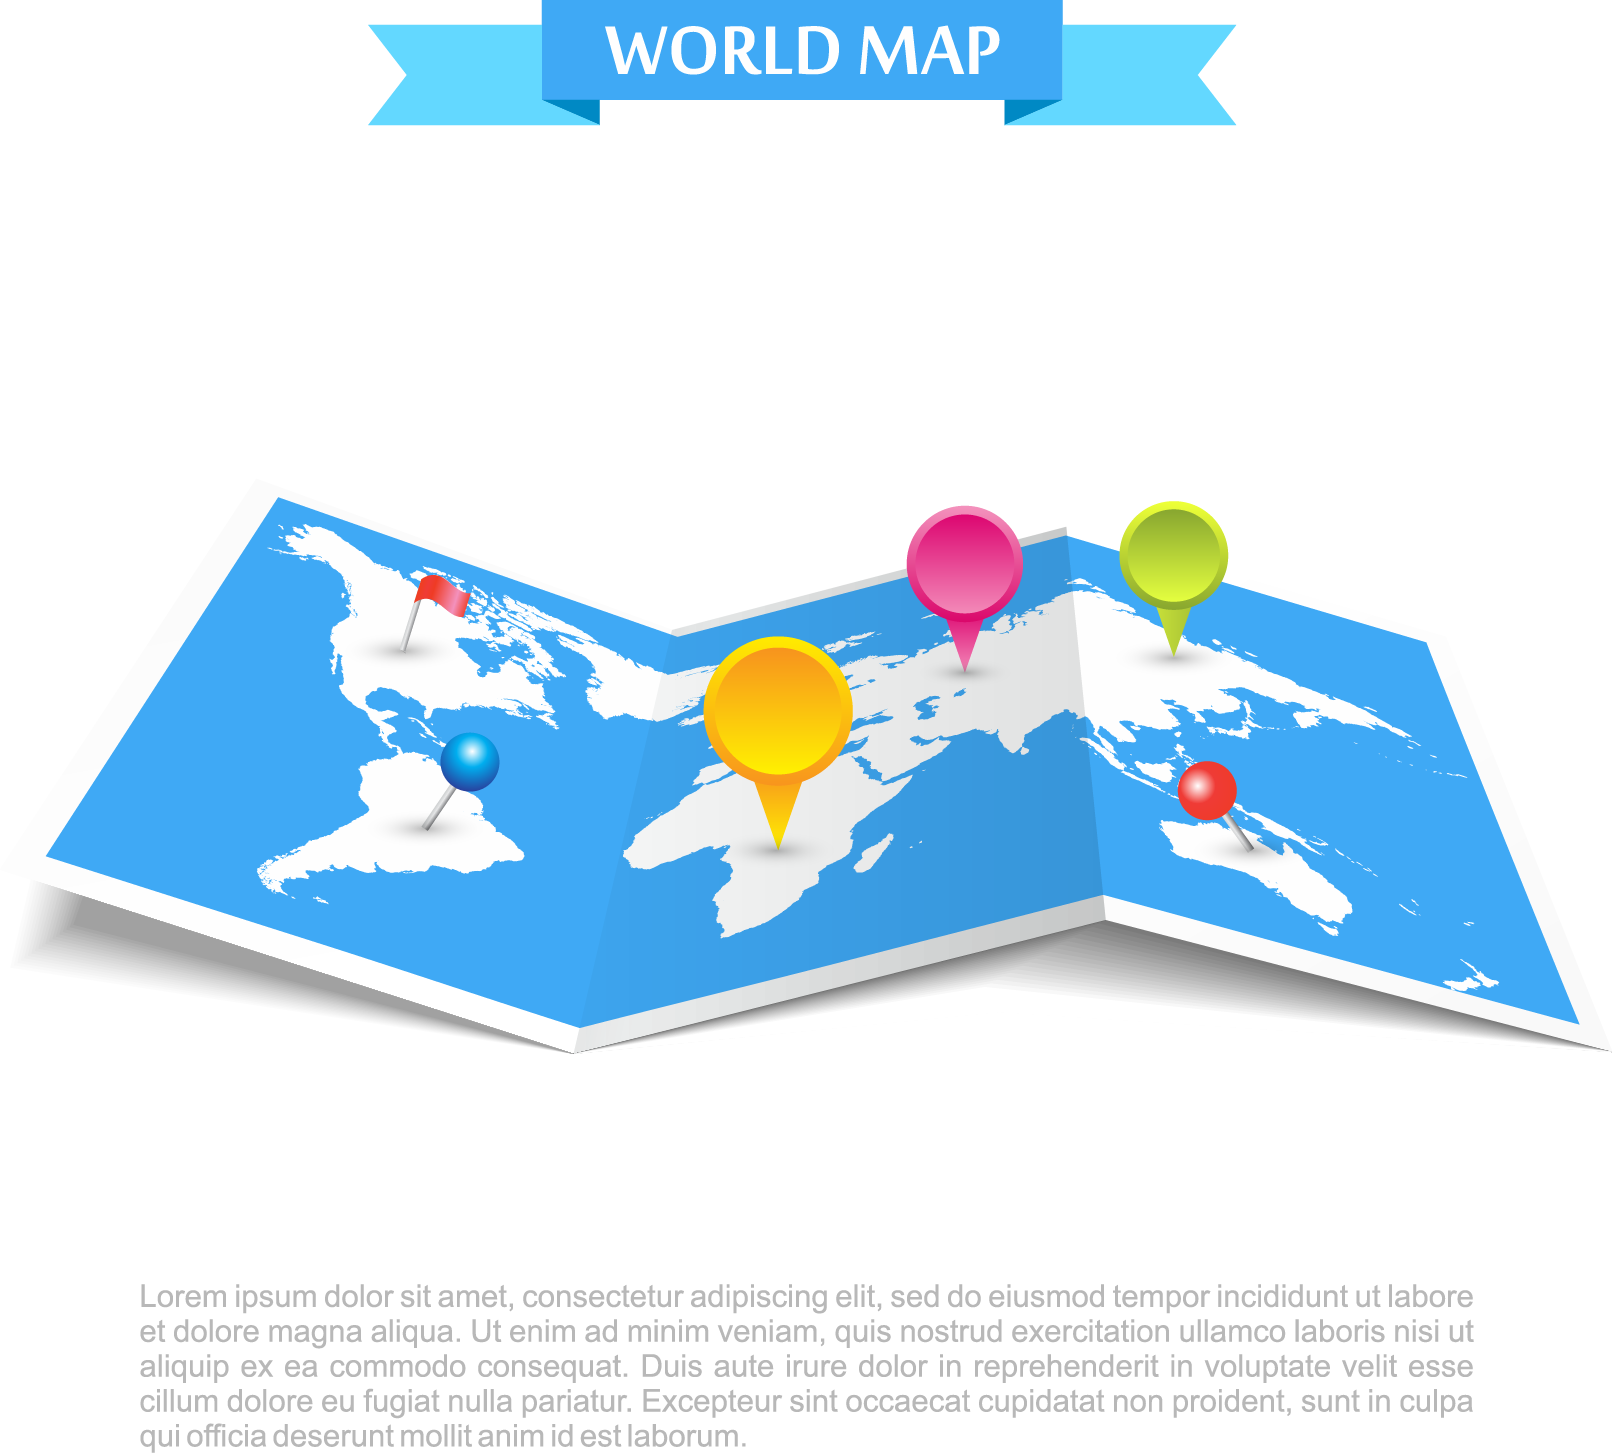 WORLD MAP
Lorem ipsum dolor sit amet, consectetur adipiscing elit, sed do eiusmod tempor incididunt ut labore
et dolore magna aliqua. Ut enim ad minim veniam, quis nostrud exercitation ullamco laboris nisi ut
aliquip ex ea commodo consequat. Duis aute irure dolor in reprehenderit in voluptate velit esse
cillum dolore eu fugiat nulla pariatur. Excepteur sint occaecat cupidatat non proident, sunt in culpa
qui officia deserunt mollit anim id est laborum.